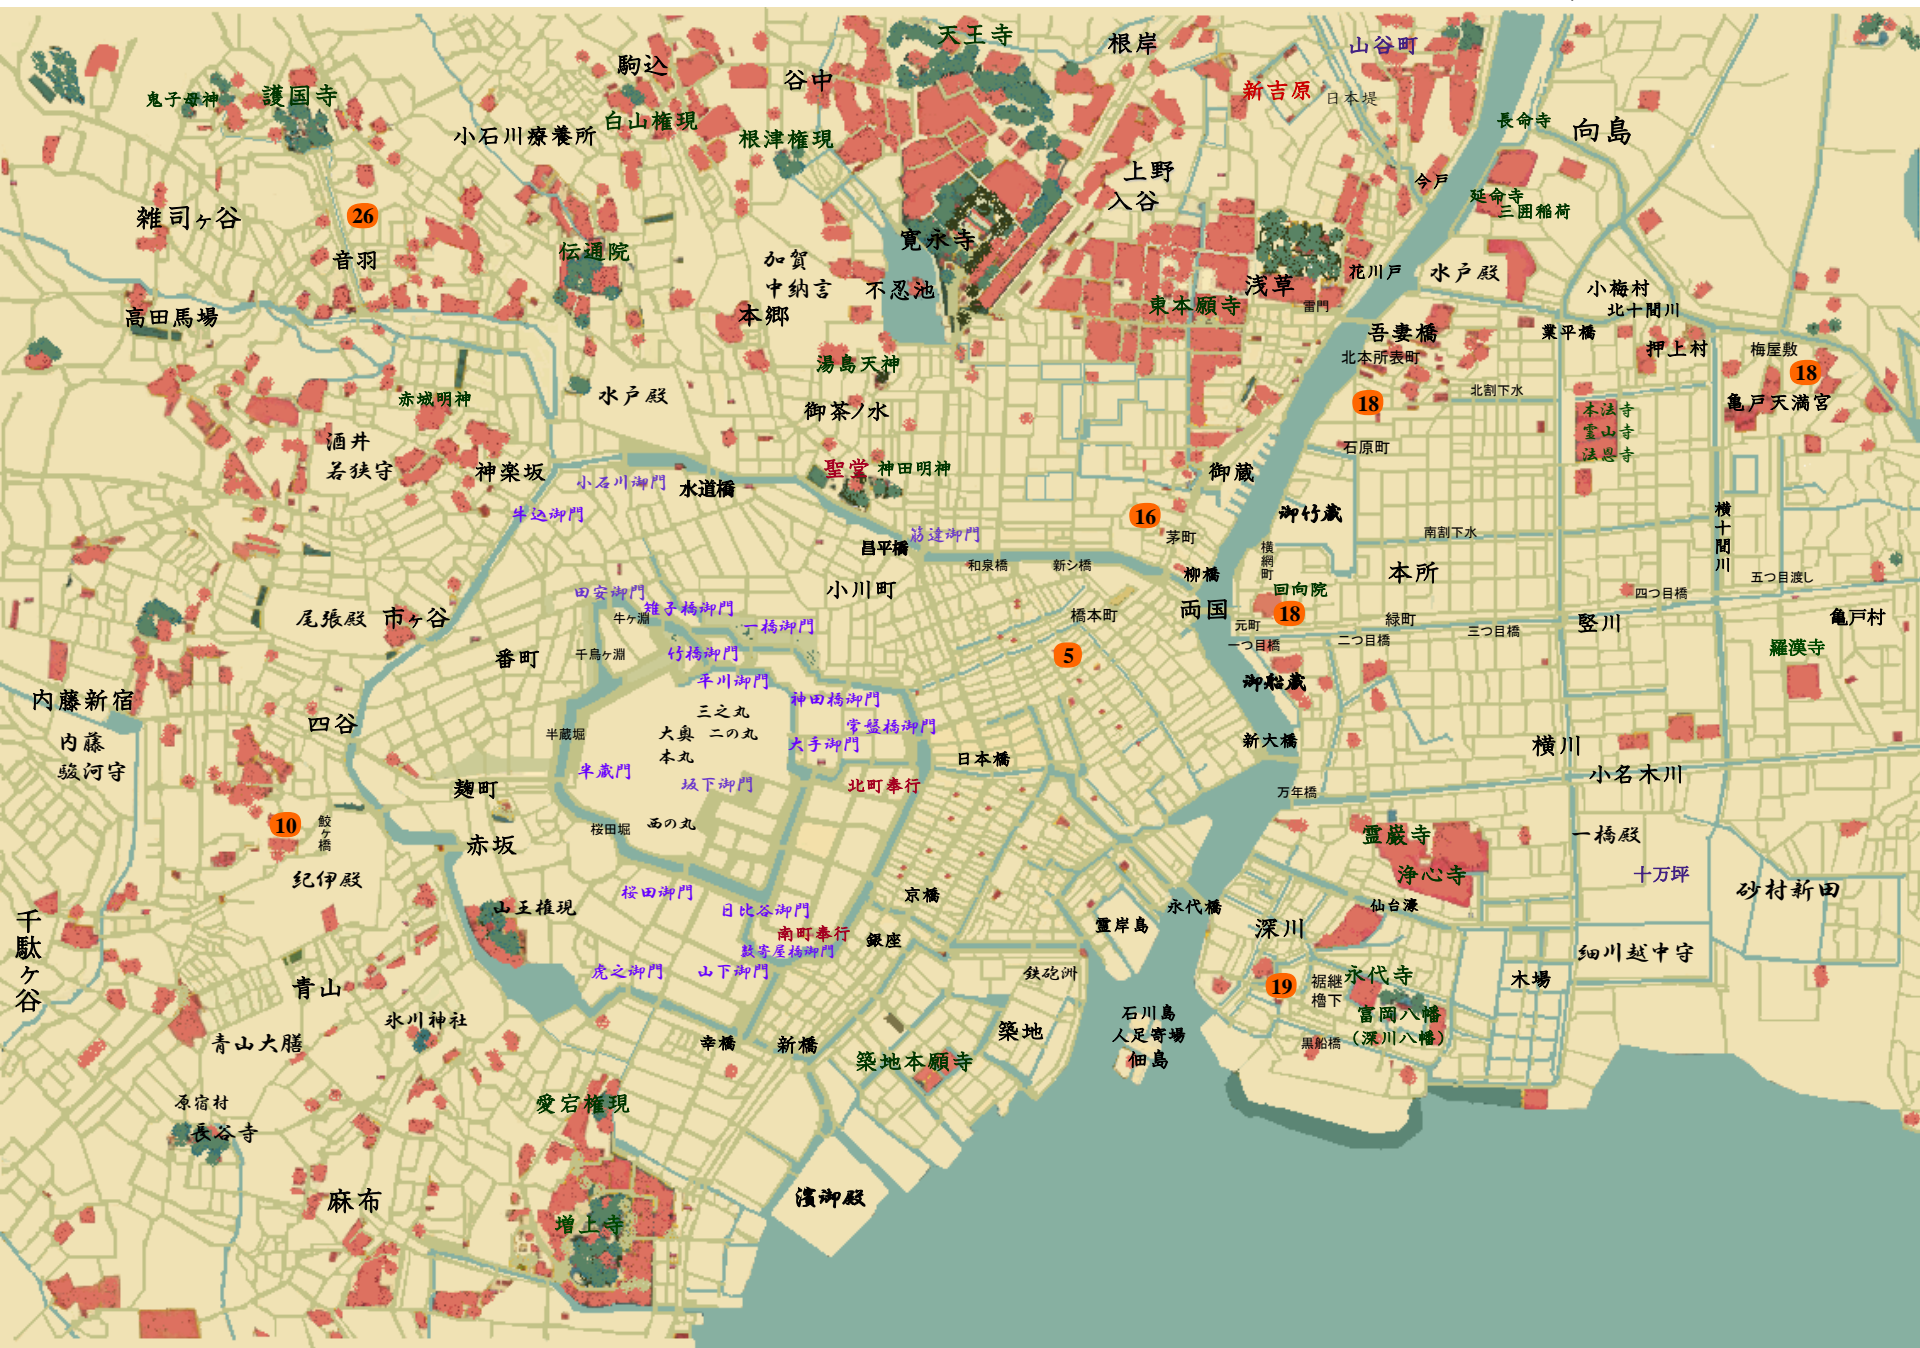 天王寺
根岸
山谷町
駒込
谷中
鬼子母神
護国寺
新吉原
日本堤
小石川療養所
白山権現
根津権現
長命寺
向島
上野
入谷
今戸
延命寺
三囲稲荷
雑司ヶ谷
26
音羽
伝通院
加賀
中納言
寛永寺
不忍池
本郷
浅草
花川戸
水戸殿
雷門
東本願寺
小梅村
北十間川
業平橋
押上村
高田馬場
吾妻橋
北本所表町
梅屋敷
18
亀戸天満宮
湯島天神
水戸殿
御茶ノ水
赤城明神
北割下水
18
本法寺
霊山寺
法恩寺
酒井
若狭守
神楽坂
小石川御門
水道橋
聖堂
神田明神
御蔵
石原町
牛込御門
御竹蔵
横十間川
16
茅町
筋違御門
昌平橋
和泉橋
新シ橋
南割下水
横網町
本所
柳橋
両国
回向院
18
五つ目渡し
四つ目橋
小川町
田安御門
雉子橋御門
牛ヶ淵
一橋御門
橋本町
元町
緑町
竪川
亀戸村
尾張殿
市ヶ谷
一つ目橋
二つ目橋
三つ目橋
羅漢寺
番町
千鳥ヶ淵
竹橋御門
5
御船蔵
平川御門
神田橋御門
内藤新宿
四谷
三之丸
大奥
二の丸
本丸
常盤橋御門
大手御門
半蔵堀
内藤
駿河守
日本橋
新大橋
横川
小名木川
半蔵門
坂下御門
北町奉行
麹町
万年橋
10
鮫ヶ橋
桜田堀
西の丸
赤坂
霊巌寺
一橋殿
浄心寺
十万坪
砂村新田
紀伊殿
桜田御門
京橋
永代橋
仙台濠
千駄ヶ谷
山王権現
日比谷御門
南町奉行
数寄屋橋御門
銀座
霊岸島
深川
細川越中守
虎之御門
山下御門
鉄砲洲
19
裾継
櫓下
永代寺
木場
青山
氷川神社
青山大膳
幸橋
新橋
築地
石川島
人足寄場
佃島
富岡八幡
(深川八幡)
黒船橋
築地本願寺
原宿村
長谷寺
愛宕権現
麻布
濱御殿
増上寺